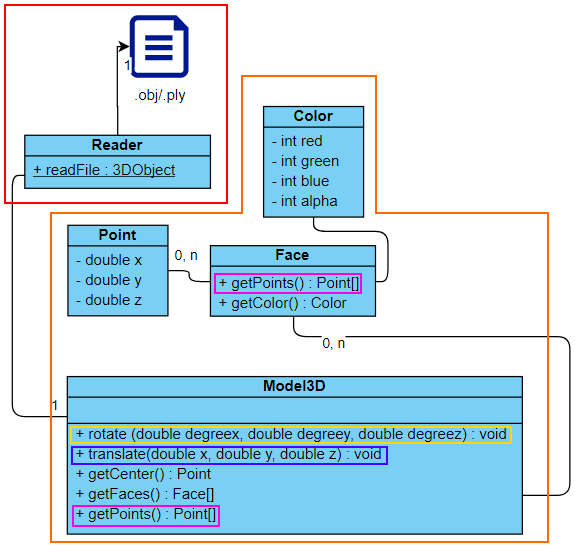 1
.obj/.ply
Reader
+ readFile : 3DObject
Color
- int red
- int green
- int blue
- int alpha
Point
- double x
- double y
- double z
0, n
Face
+ getPoints() : Point[]
+ getColor() : Color
0, n
1
Model3D
+ rotate (double degreex, double degreey, double degreez) : void
+ translate(double x, double y, double z) : void
+ getCenter() : Point
+ getFaces() : Face[]
+ getPoints() : Point[]